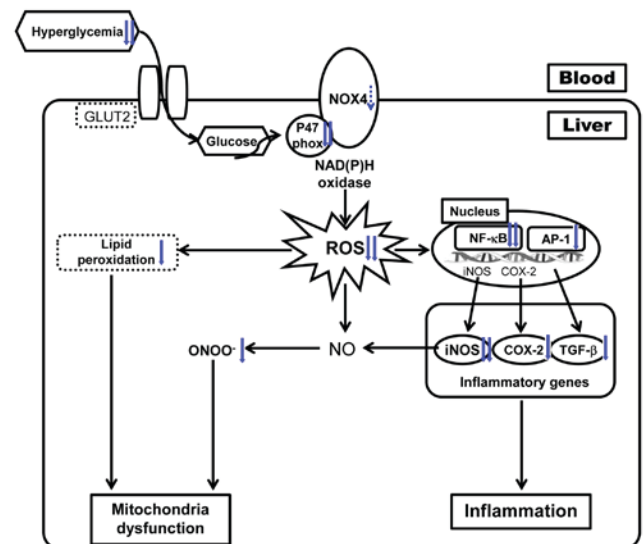 Hyperglycemia
Blood
NOX4
GLUT2
Liver
Glucose
P47
phox
NAD(P)H
oxidase
Nucleus
NF-κB
AP-1
Lipid
peroxidation
ROS
iNOS COX-2
ONOO-
NO
iNOS
COX-2
TGF-β
Inflammatory genes
Mitochondria
dysfunction
Inflammation